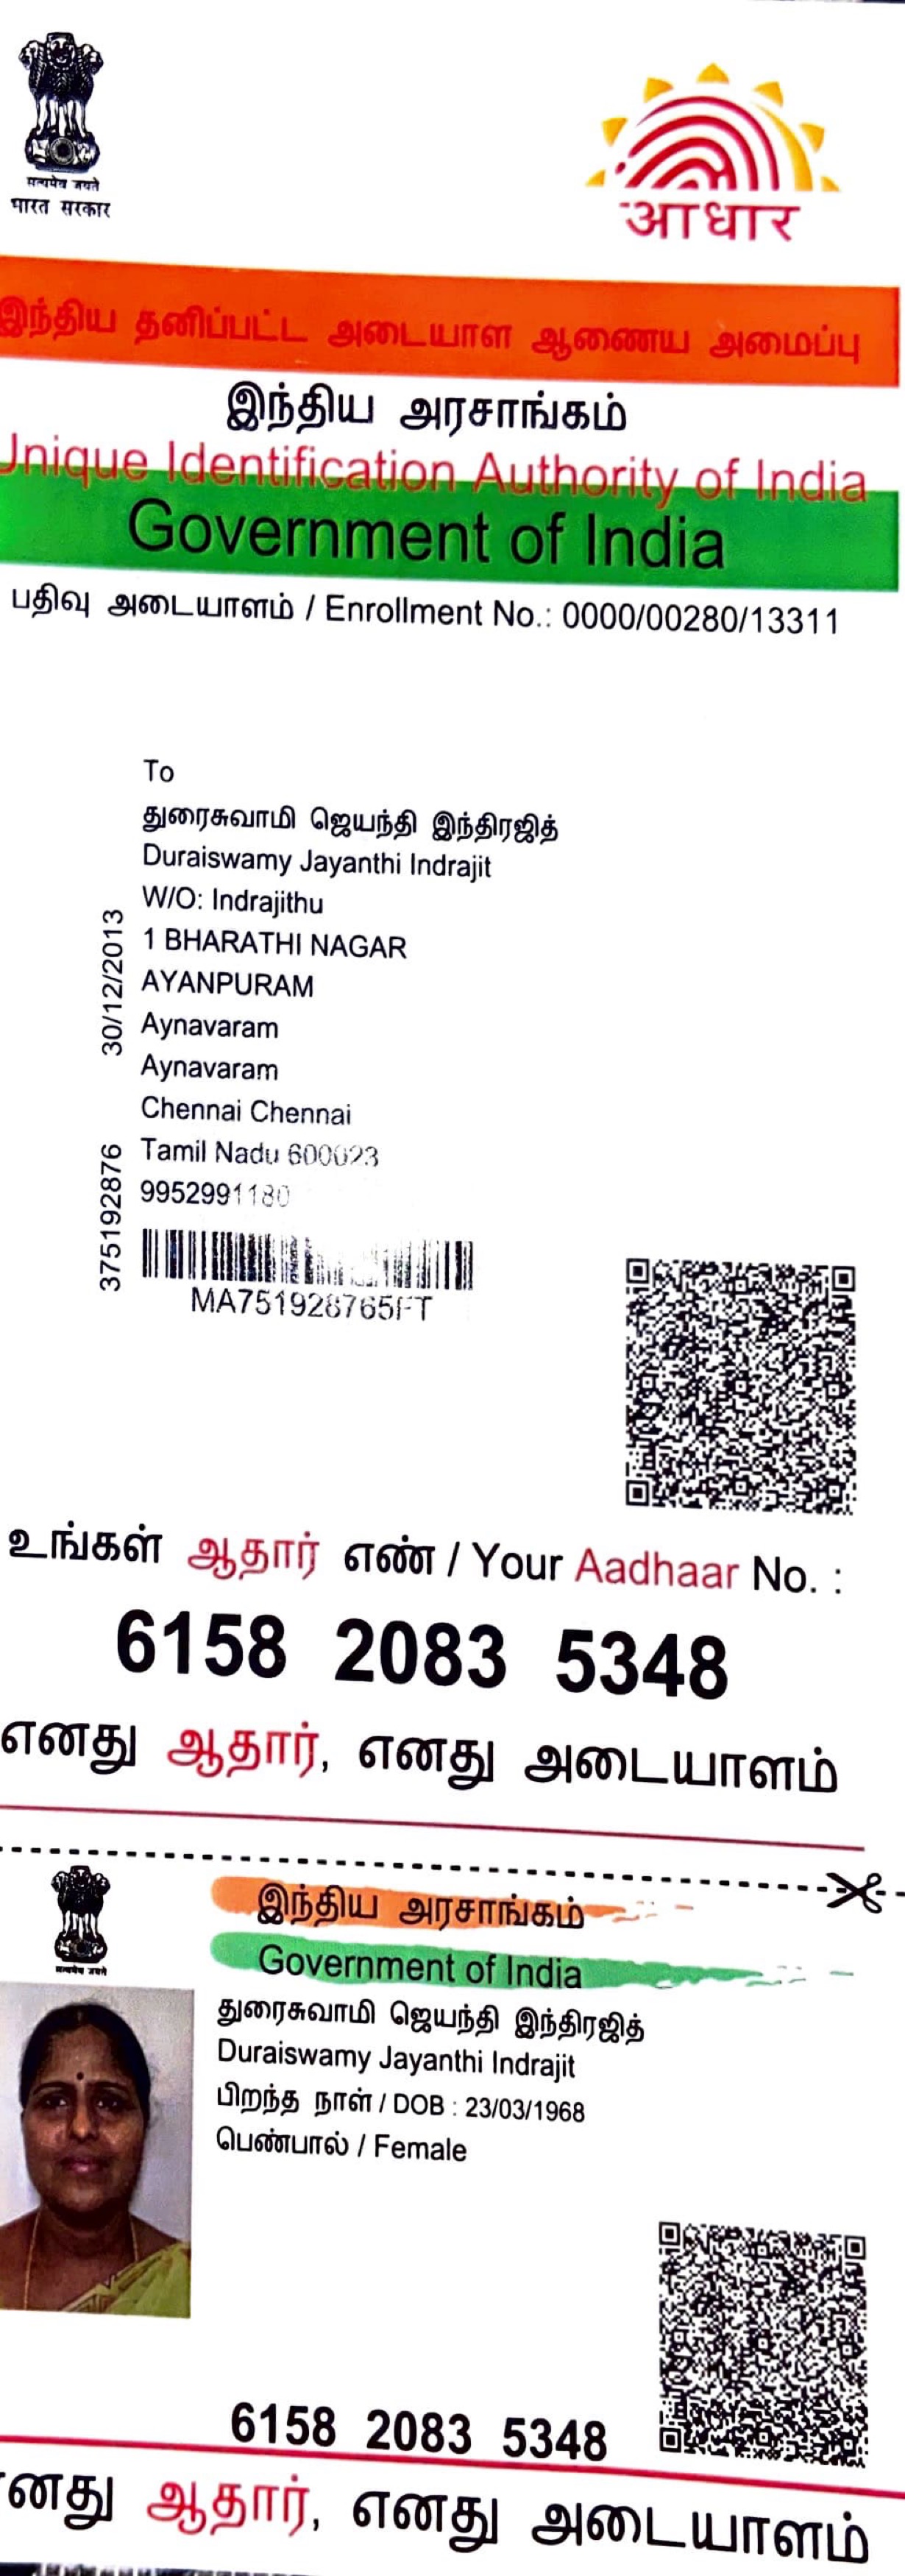 सत्यमेव जयते
भारत सरकार
आधार
இந்திய தனிப்பட்ட அடையாள ஆணைய அமைப்பு
இந்திய அரசாங்கம்
Unique Identification Authority of India
Government of India
பதிவு அடையாளம் / Enrollment No.: 0000/00280/13311
To
துரைசுவாமி ஜெயந்தி இந்திரஜித்
Duraiswamy Jayanthi Indrajit
W/O: Indrajithu
1 BHARATHI NAGAR
AYANPURAM
Aynavaram
Aynavaram
Chennai Chennai
Tamil Nadu 600023
9952991180
30/12/2013
375192876
MA751928765FT
உங்கள் ஆதார் எண் / Your Aadhaar No. :
6158 2083 5348
எனது ஆதார், எனது அடையாளம்
सत्यमेव जयते
இந்திய அரசாங்கம்
Government of India
துரைசுவாமி ஜெயந்தி இந்திரஜித்
Duraiswamy Jayanthi Indrajit
பிறந்த நாள் / DOB : 23/03/1968
பெண்பால் / Female
6158 2083 5348
எனது ஆதார், எனது அடையாளம்